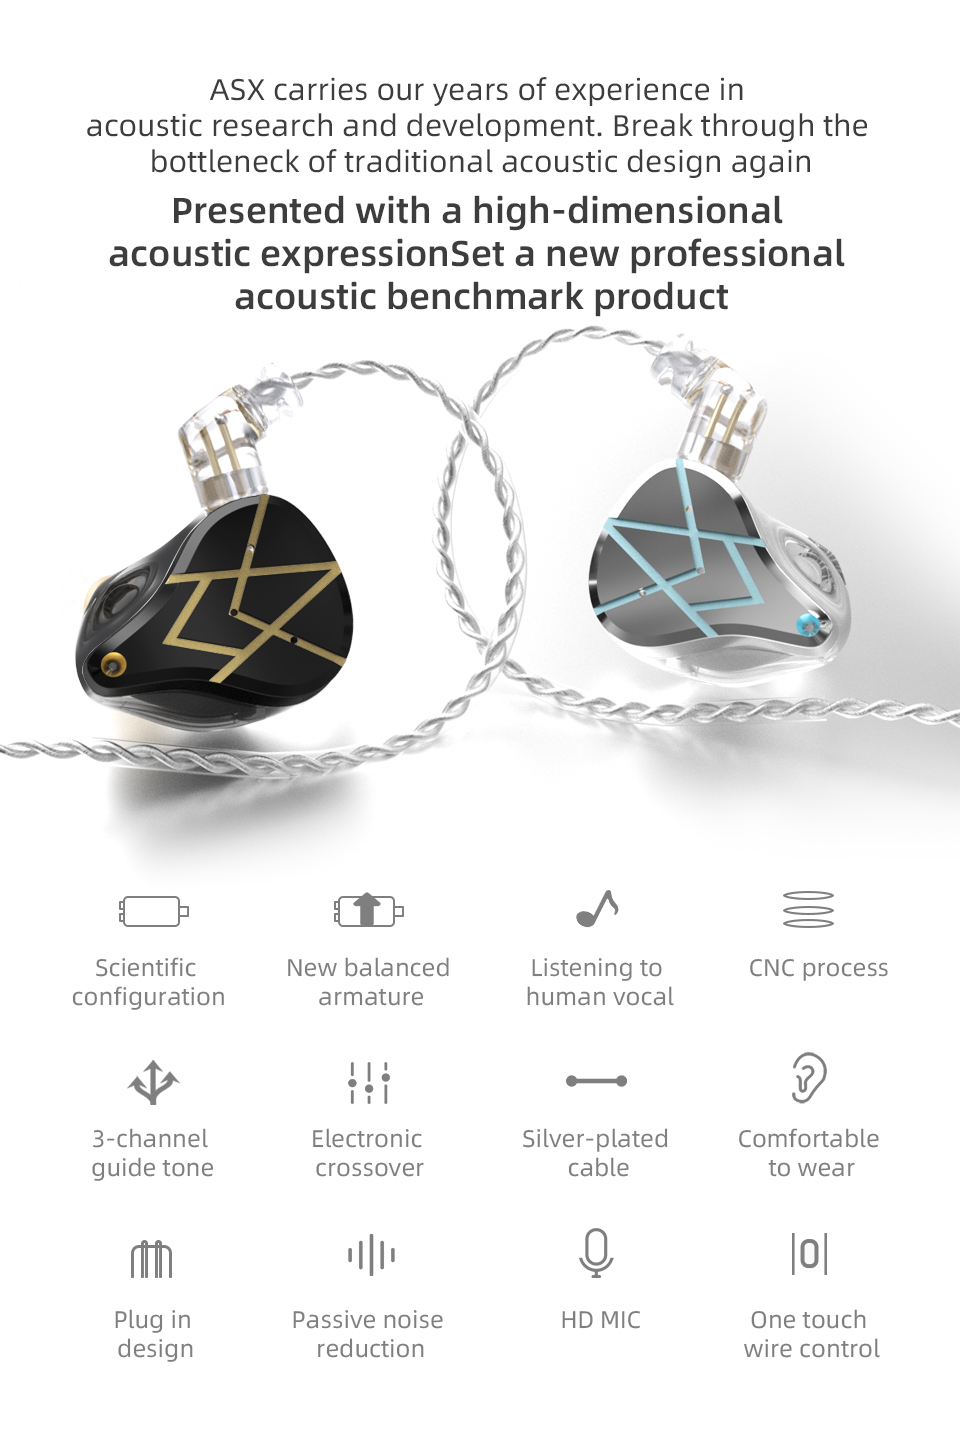 ASX carries our years of experience in
acoustic research and development. Break through the
bottleneck of traditional acoustic design again
Presented with a high-dimensional
acoustic expressionSet a new professional
acoustic benchmark product
Scientific
configuration
New balanced
armature
Listening to
human vocal
CNC process
3-channel
guide tone
Electronic
crossover
Silver-plated
cable
Comfortable
to wear
Plug in
design
Passive noise
reduction
HD MIC
One touch
wire control